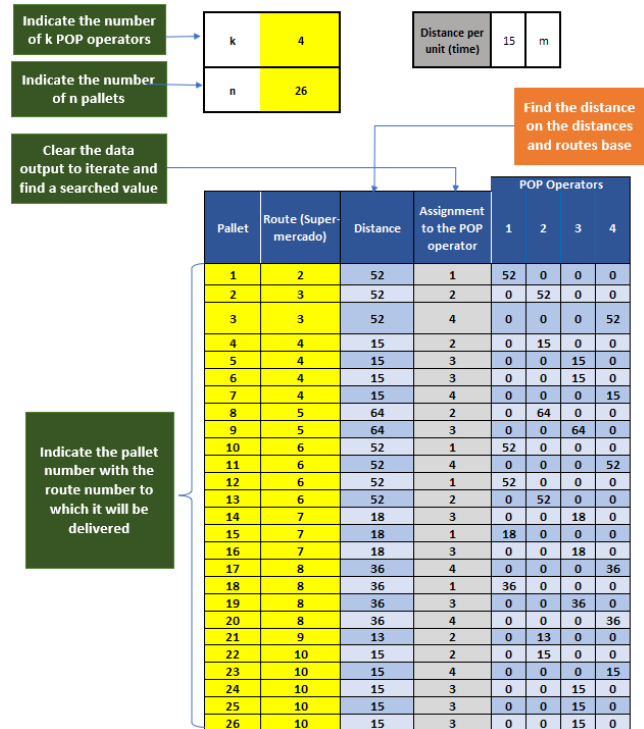 Indicate the number
of k POP operators
k 4
Distance per
unit (time)
15 m
Indicate the number
of n pallets
n 26
Find the distance
on the distances
and routes base
Clear the data
output to iterate and
find a searched value
POP Operators
Pallet Route (Super-
mercado) Distance Assignment
to the POP
operator 1 2 3 4
1 2 52 1 52 0 0 0
2 3 52 2 0 52 0 0
3 3 52 4 0 0 0 52
4 4 15 2 0 15 0 0
5 4 15 3 0 0 15 0
6 4 15 3 0 0 15 0
7 4 15 4 0 0 0 15
8 5 64 2 0 64 0 0
9 5 64 3 0 0 64 0
10 6 52 1 52 0 0 0
11 6 52 4 0 0 0 52
12 6 52 1 52 0 0 0
13 6 52 2 0 52 0 0
14 7 18 3 0 0 18 0
15 7 18 1 18 0 0 0
16 7 18 3 0 0 18 0
17 8 36 4 0 0 0 36
18 8 36 1 36 0 0 0
19 8 36 3 0 0 36 0
20 8 36 4 0 0 0 36
21 9 13 2 0 13 0 0
22 10 15 2 0 15 0 0
23 10 15 4 0 0 0 15
24 10 15 3 0 0 15 0
25 10 15 3 0 0 15 0
26 10 15 3 0 0 15 0
Indicate the pallet
number with the
route number to
which it will be
delivered